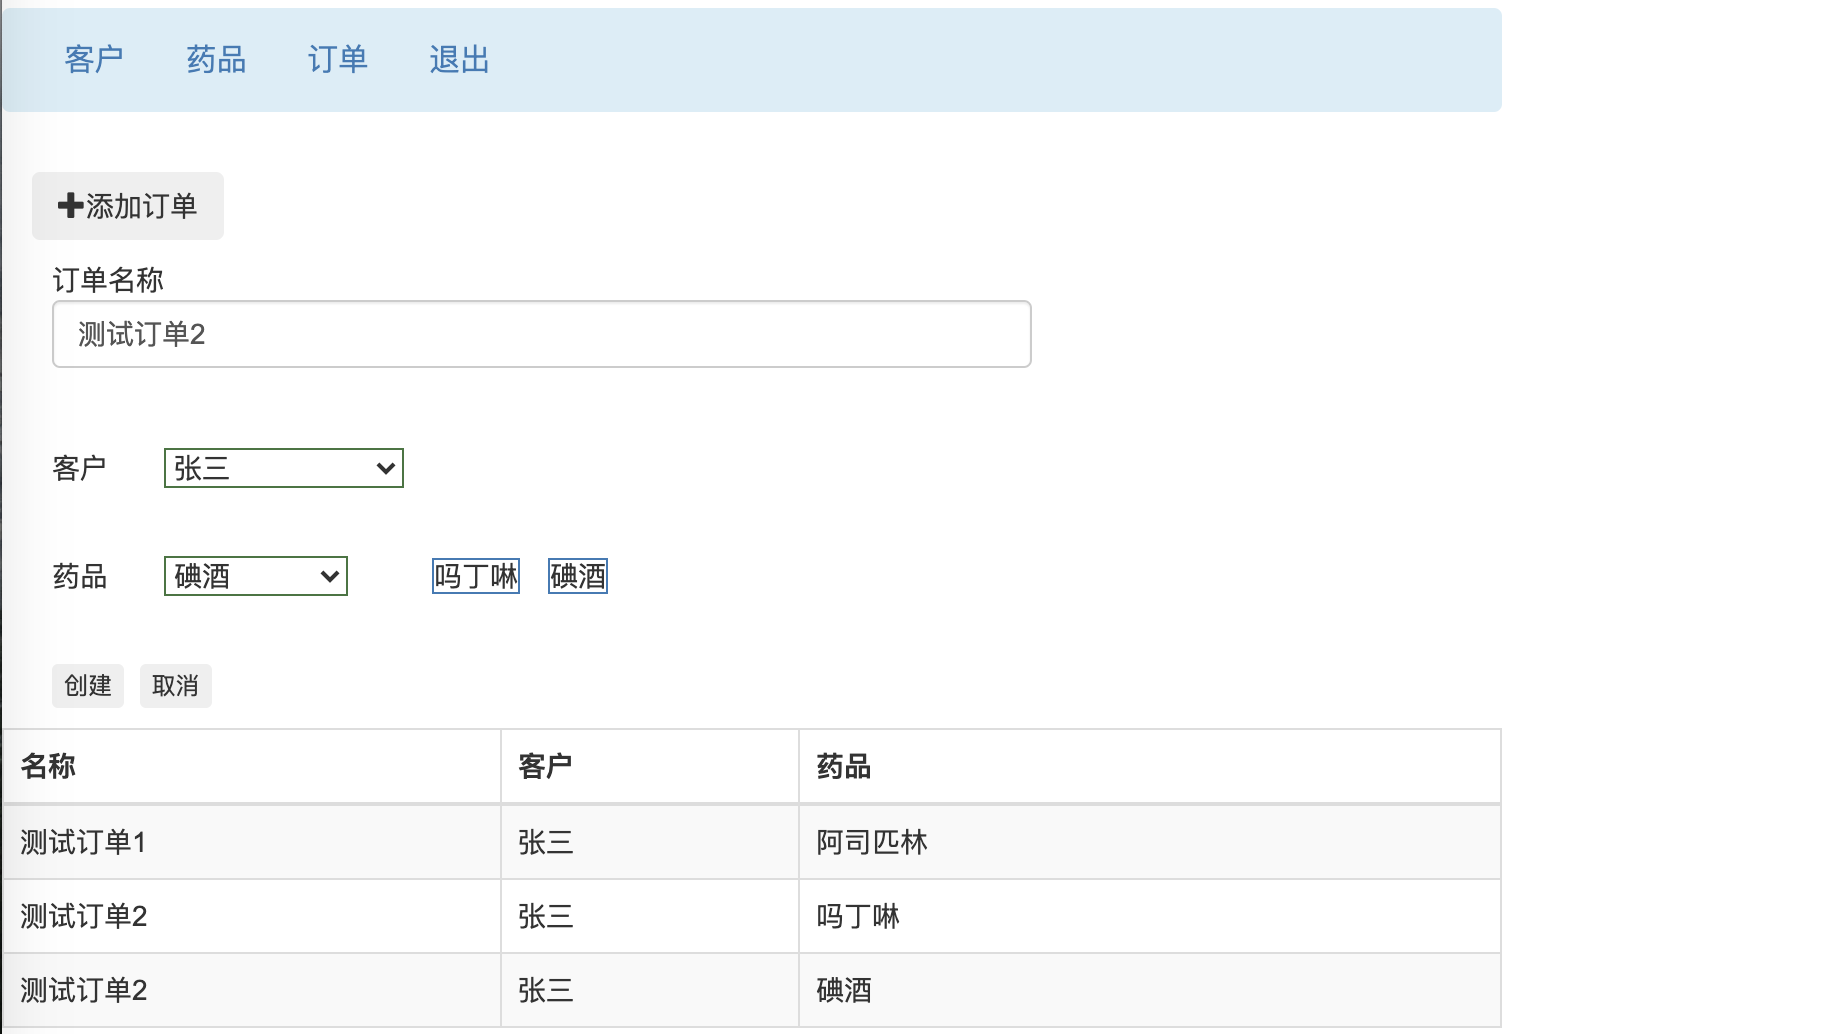 客户 药品 订单 退出
添加订单
订单名称
测试订单2
客户 张三
药品 碘酒 吗丁啉 碘酒
创建 取消
名称 客户 药品
测试订单1 张三 阿司匹林
测试订单2 张三 吗丁啉
测试订单2 张三 碘酒